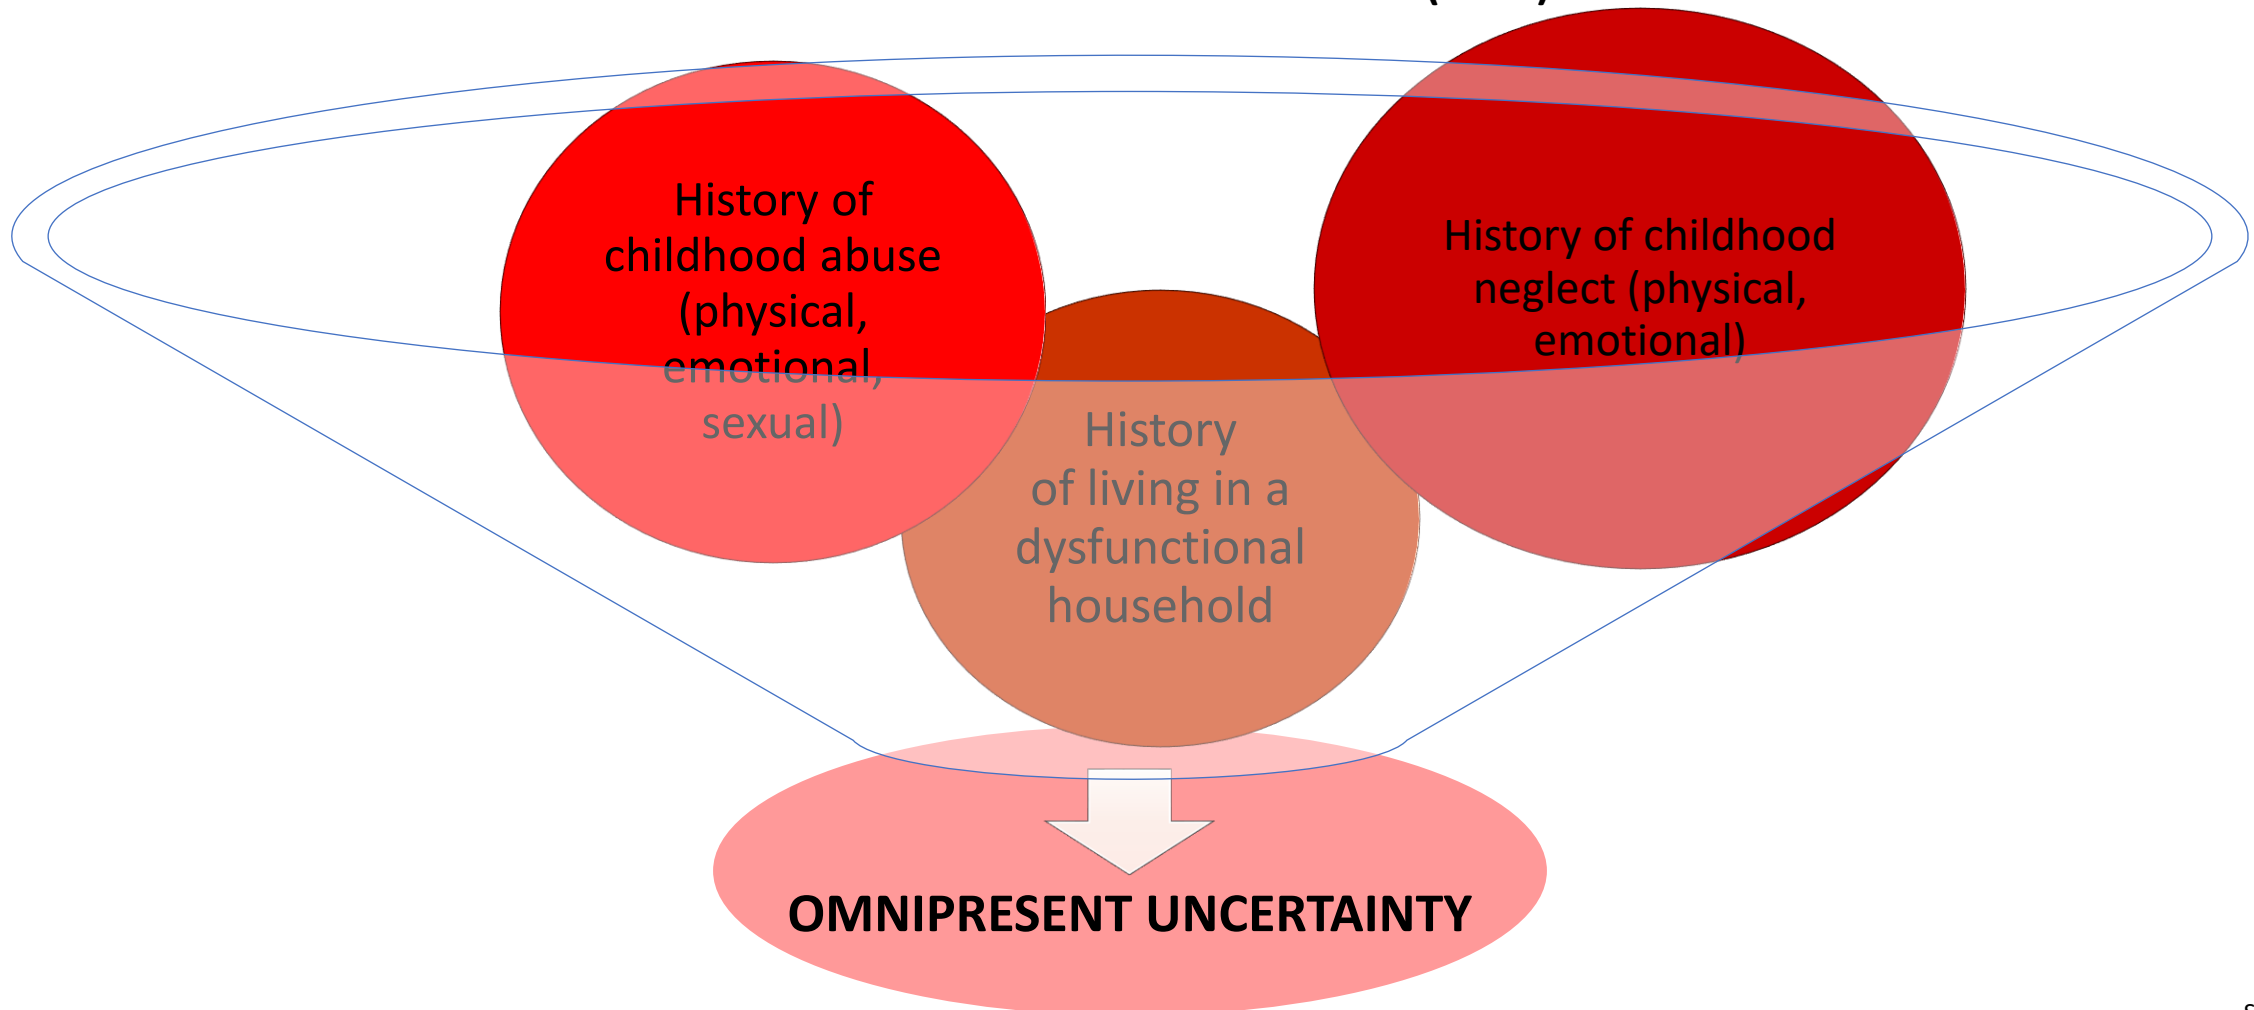 History of
childhood abuse
(physical,
emotional,
sexual)
History of childhood
neglect (physical,
emotional)
History
of living in a
dysfunctional
household
OMNIPRESENT UNCERTAINTY